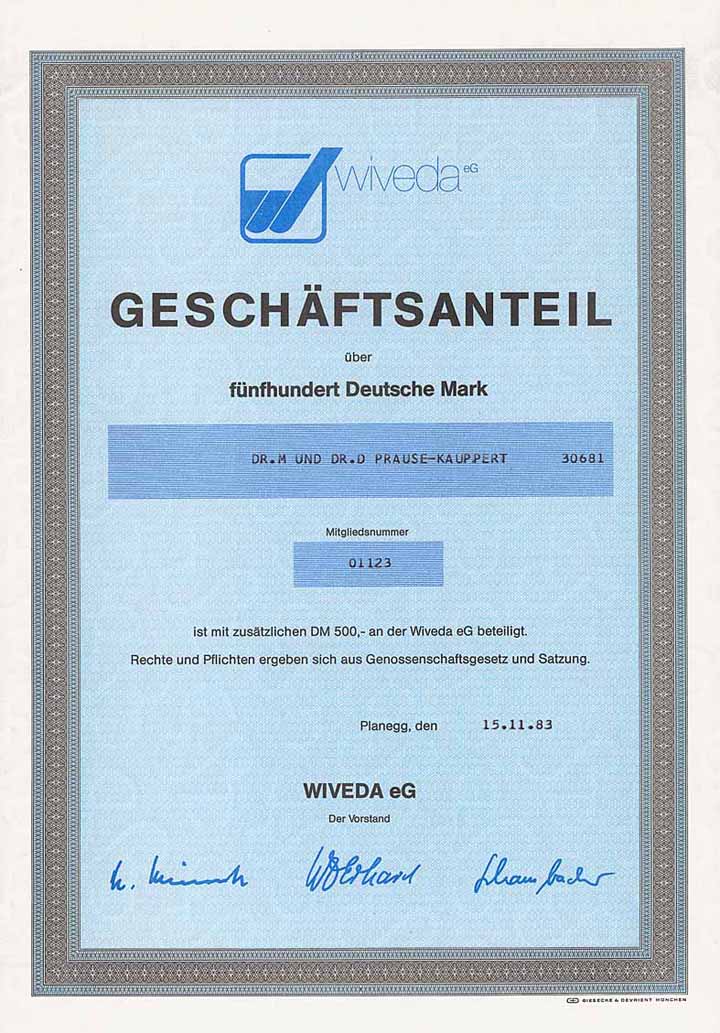 wiveda eG
GESCHÄFTSANTEIL
über
fünfhundert Deutsche Mark
DR.M UND DR.D PRAUSE-KAUPPERT 30681
Mitgliedsnummer
01123
ist mit zusätzlichen DM 500,- an der Wiveda eG beteiligt.
Rechte und Pflichten ergeben sich aus Genossenschaftsgesetz und Satzung.
Planegg, den 15.11.83
WIVEDA eG
Der Vorstand
GIESECKE & DEVRIENT MÜNCHEN